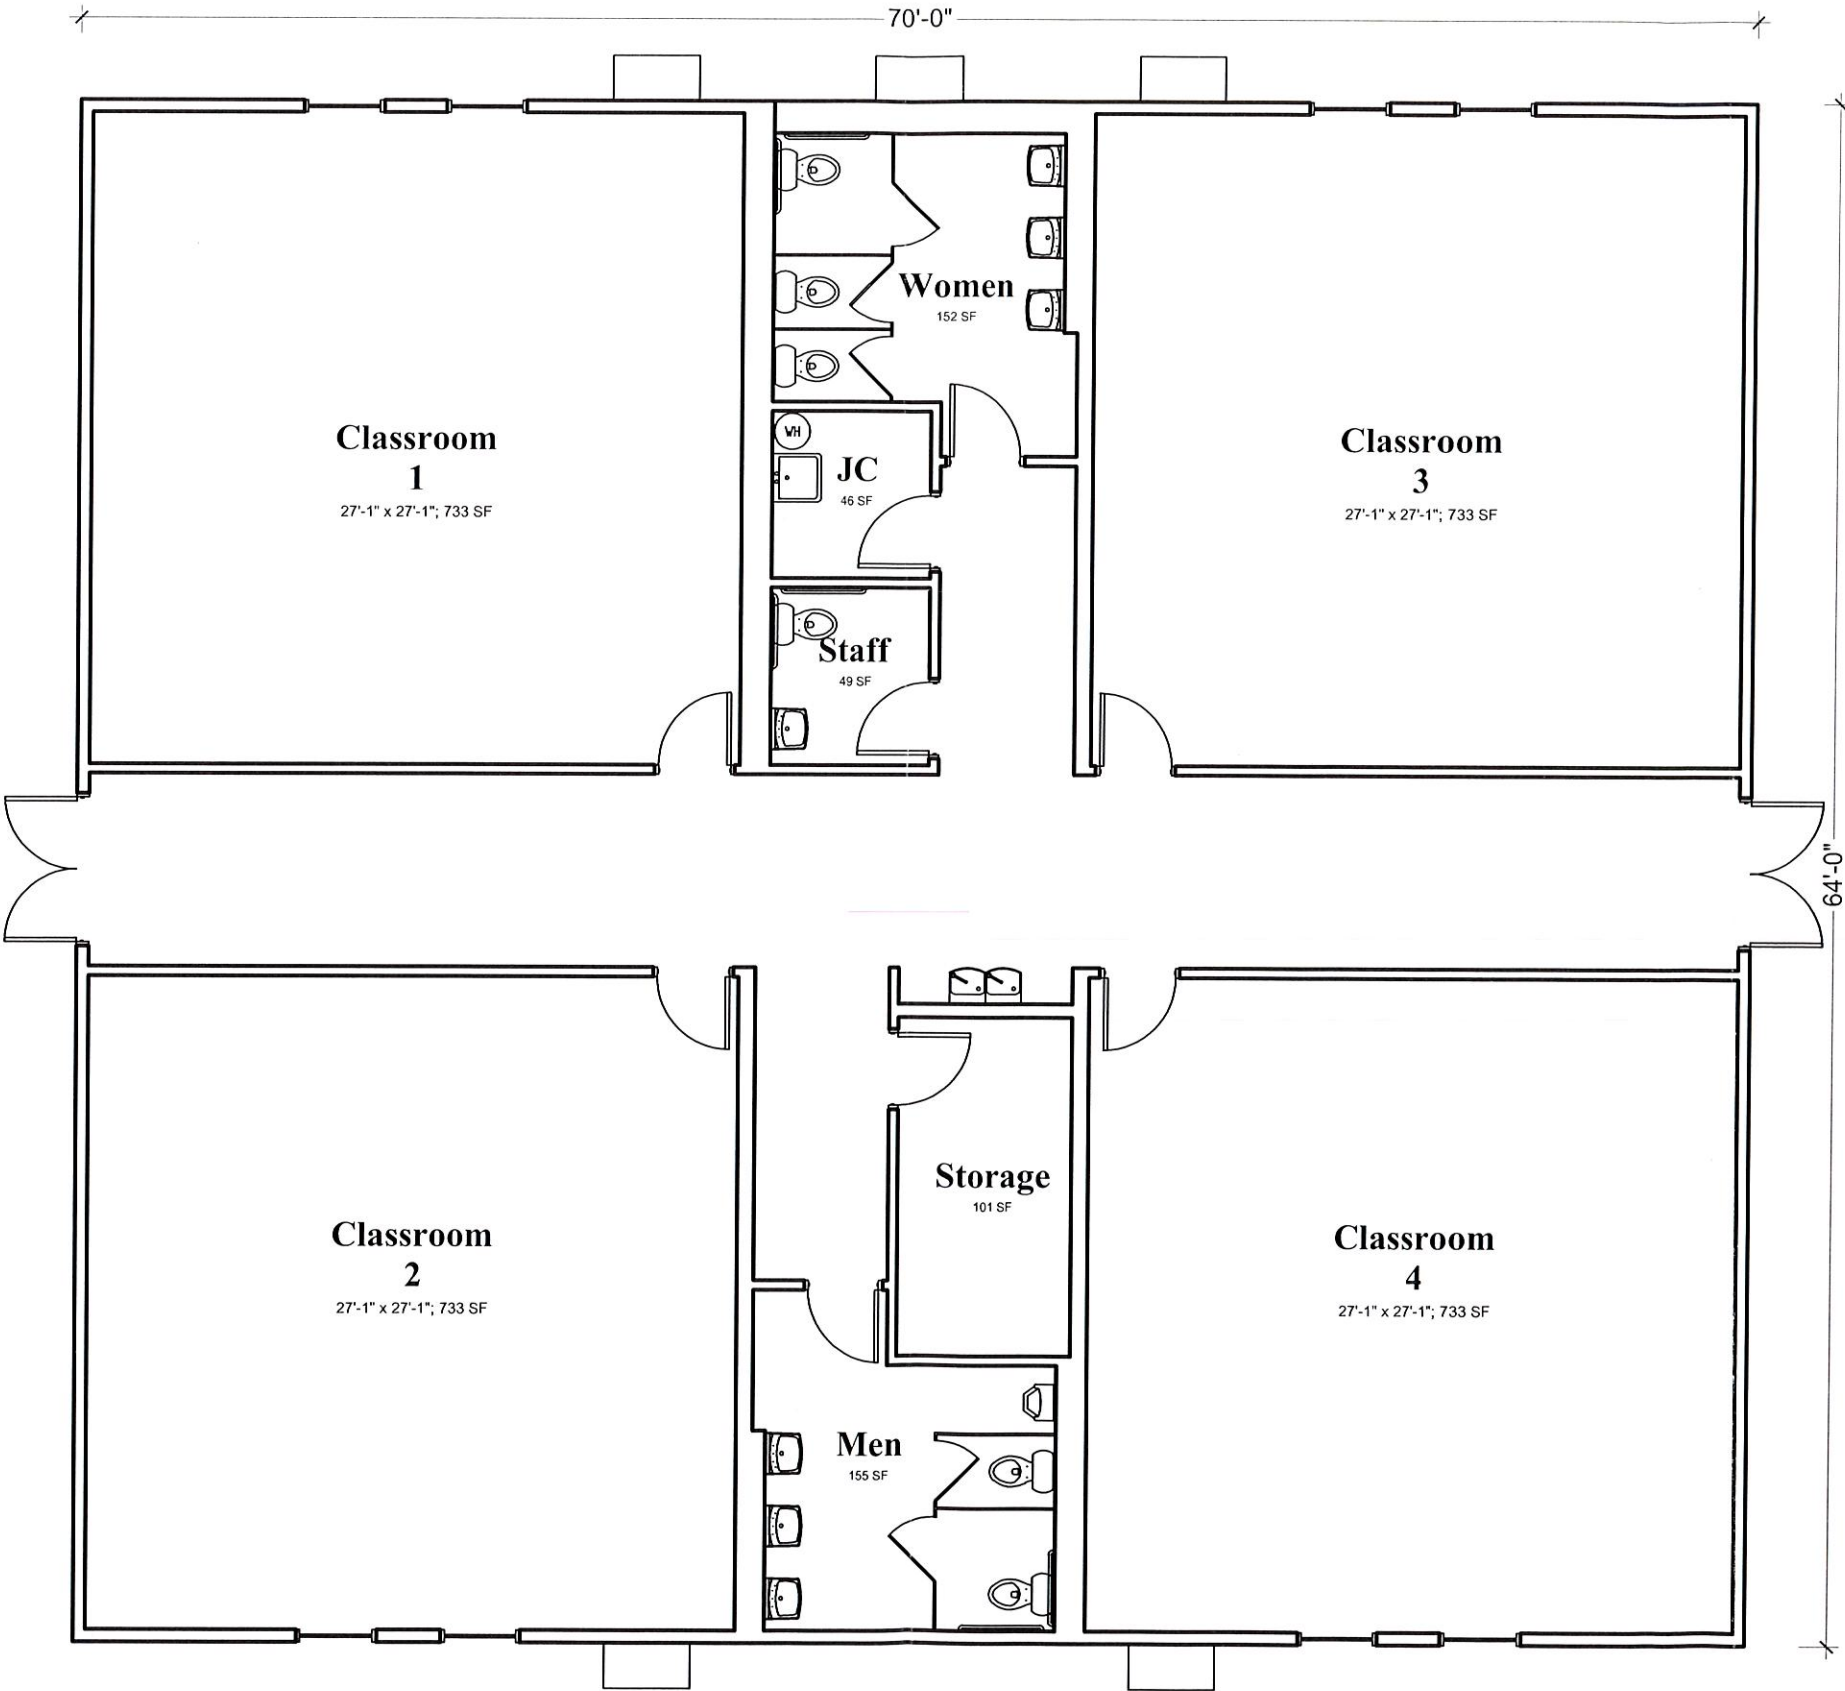 70'-0"
Women
152 SF
Classroom
1
27'-1" x 27'-1"; 733 SF
WH
JC
46 SF
Classroom
3
27'-1" x 27'-1"; 733 SF
Staff
49 SF
64'-0"
Storage
101 SF
Classroom
2
27'-1" x 27'-1"; 733 SF
Classroom
4
27'-1" x 27'-1"; 733 SF
Men
155 SF